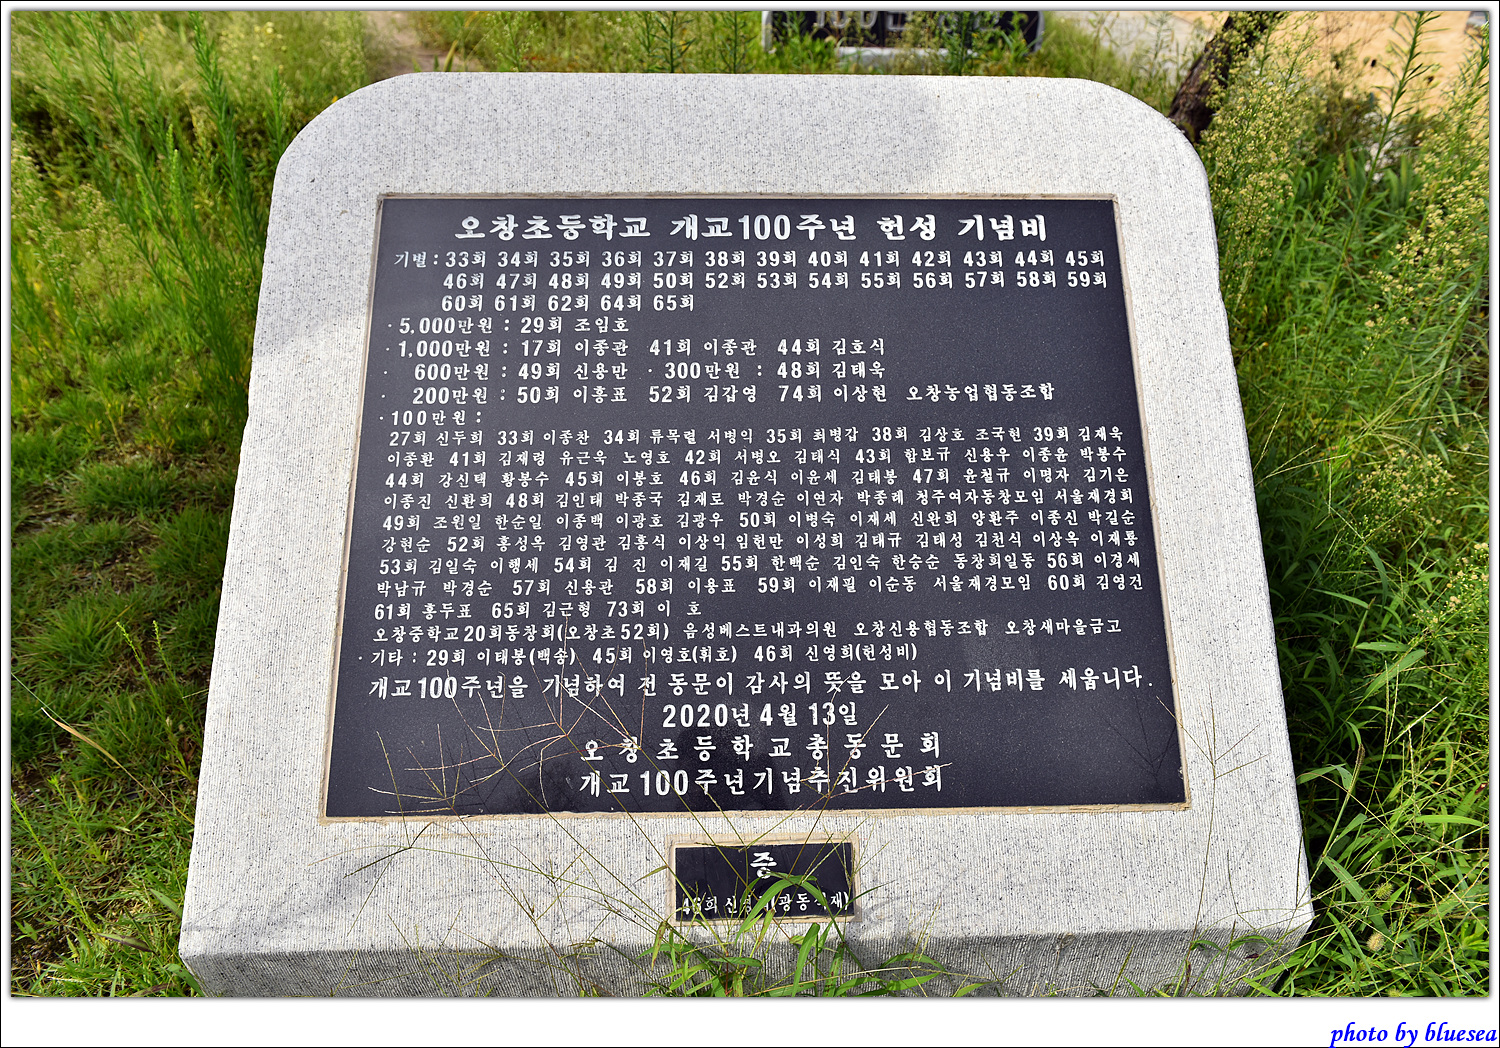 오창초등학교 개교100주년 헌성 기념비
기별 : 33회 34회 35회 36회 37회 38회 39회 40회 41회 42회 43회 44회 45회
46회 47회 48회 49회 50회 52회 53회 54회 55회 56회 57회 58회 59회
60회 61회 62회 64회 65회
· 5,000만원 : 29회 조임호
· 1,000만원 : 17회 이종관 41회 이종관 44회 김호식
· 600만원 : 49회 신용만 · 300만원 : 48회 김태욱
· 200만원 : 50회 이흥표 52회 김갑영 74회 이상현 오창농업협동조합
· 100만원 :
27회 신두희 33회 이종찬 34회 류목렬 서병익 35회 최병갑 38회 김상호 조국현 39회 김재욱
이종환 41회 김재령 유근욱 노영호 42회 서병오 김태식 43회 함보규 신용우 이종윤 박봉수
44회 강신택 황봉수 45회 이봉호 46회 김윤식 이윤세 김태봉 47회 윤철규 이명자 김기은
이종진 신환희 48회 김인태 박종국 김재로 박경순 이연자 박종래 청주여자동창모임 서울재경회
49회 조원일 한순일 이종백 이광호 김광우 50회 이병숙 이재세 신완희 양환주 이종신 박길순
강현순 52회 홍성옥 김영관 김홍식 이상익 임헌만 이성희 김태규 김태성 김천식 이상옥 이재룡
53회 김일숙 이행세 54회 김 진 이재길 55회 한백순 김인숙 한승순 동창회일동 56회 이경세
박남규 박경순 57회 신용관 58회 이용표 59회 이재필 이순동 서울재경모임 60회 김영건
61회 홍두표 65회 김근형 73회 이 호
오창중학교20회동창회(오창초52회) 음성베스트내과의원 오창신용협동조합 오창새마을금고
· 기타 : 29회 이태봉(백송) 45회 이영호(휘호) 46회 신영희(헌성비)
개교100주년을 기념하여 전 동문이 감사의 뜻을 모아 이 기념비를 세웁니다.
2020년 4월 13일
오 창 초 등 학 교 총 동 문 회
개교100주년기념추진위원회
증
46회 신영희(광동석재)
photo by bluesea